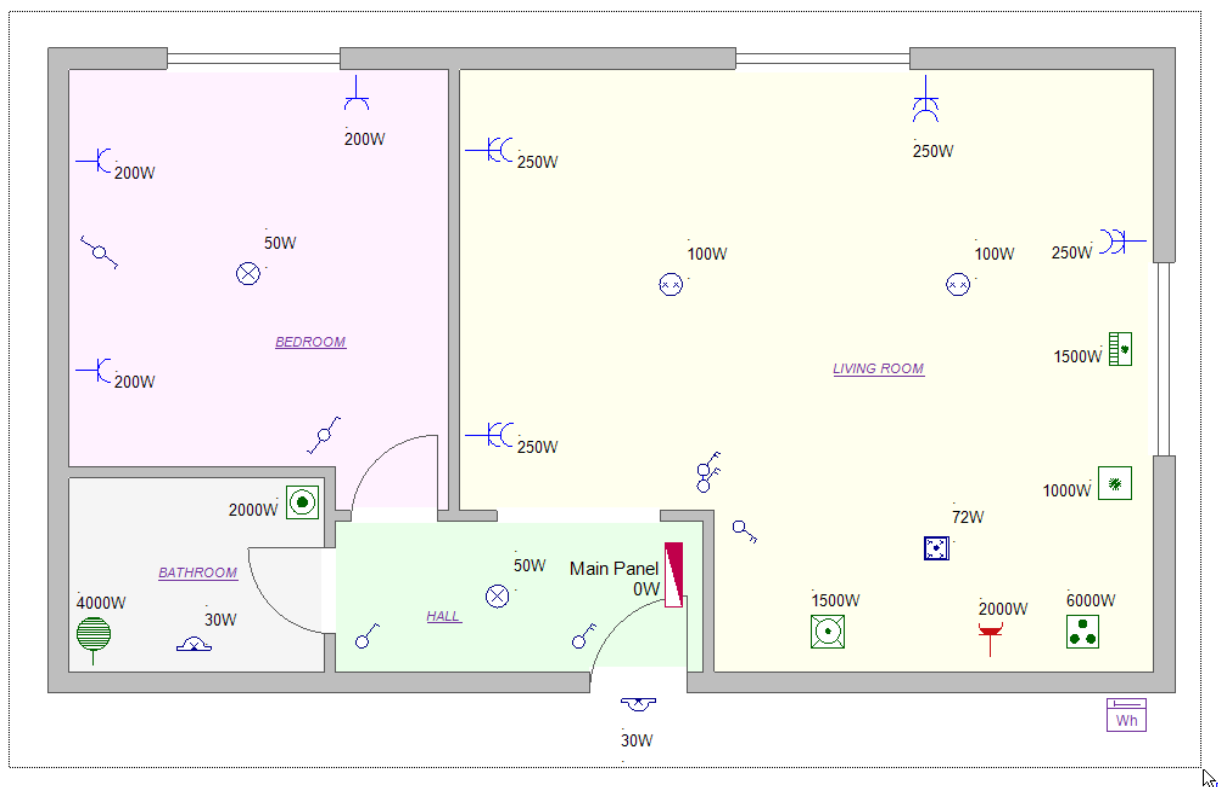 200W
200W
250W
250W
50W
100W
100W
250W
BEDROOM
1500W
LIVING ROOM
200W
250W
1000W
2000W
72W
50W
Main Panel
0W
BATHROOM
4000W
30W
HALL
1500W
2000W
6000W
Wh
30W